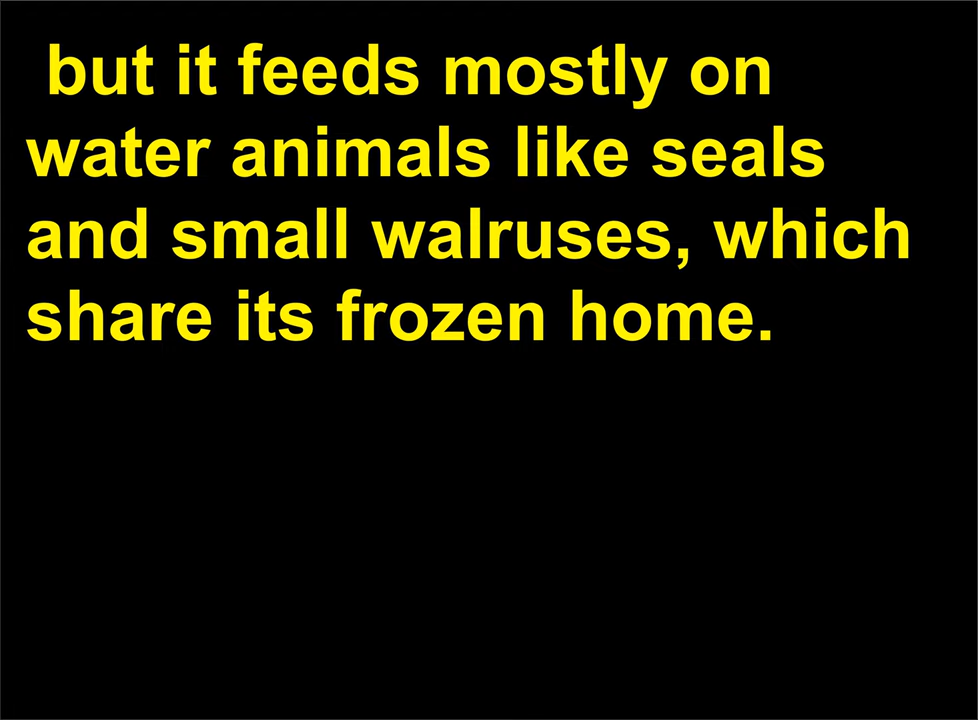 but it feeds mostly on
water animals like seals
and small walruses, which
share its frozen home.